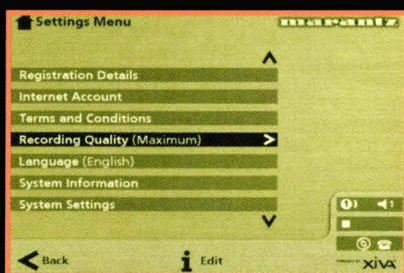 Settings Menu
marantz
Registration Details
Internet Account
Terms and Conditions
Recording Quality (Maximum)
Language (English)
System Information
System Settings
Back
Edit
XiVA